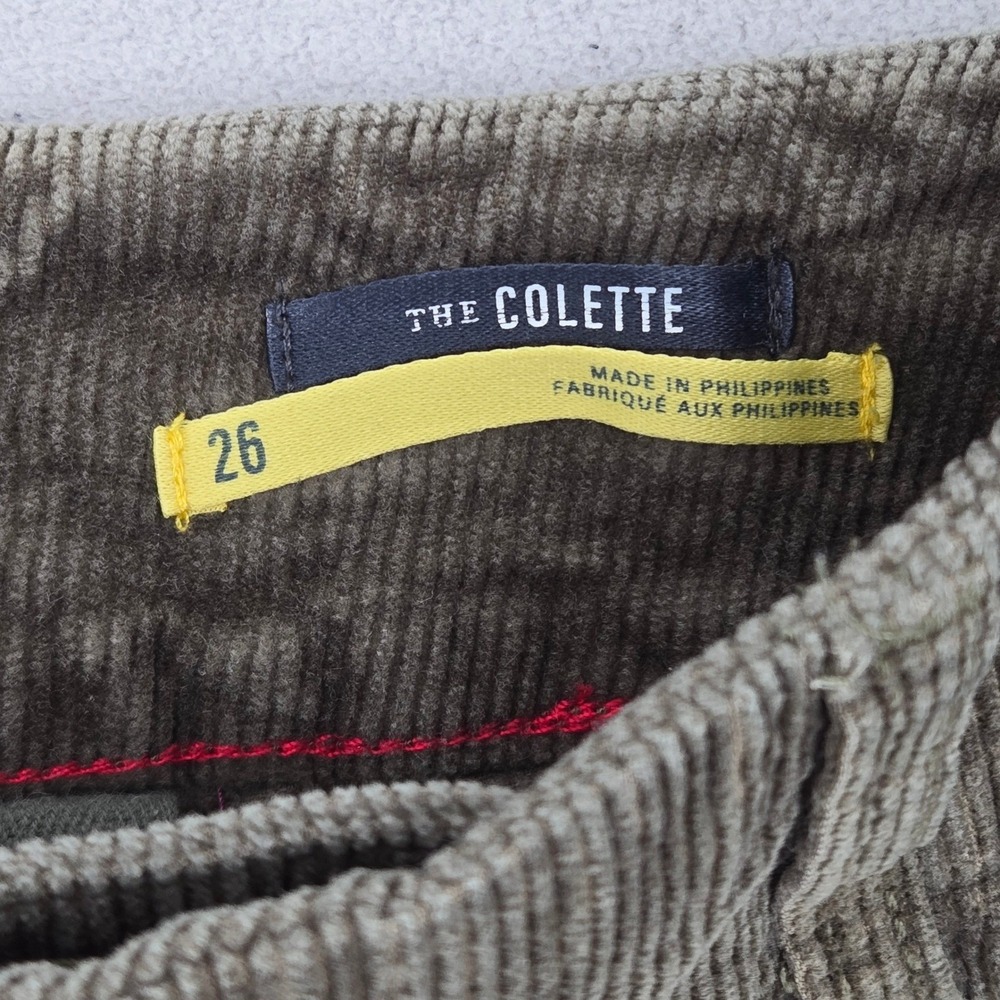 THE COLETTE
26
MADE IN PHILIPPINES
FABRIQUÉ AUX PHILIPPINES